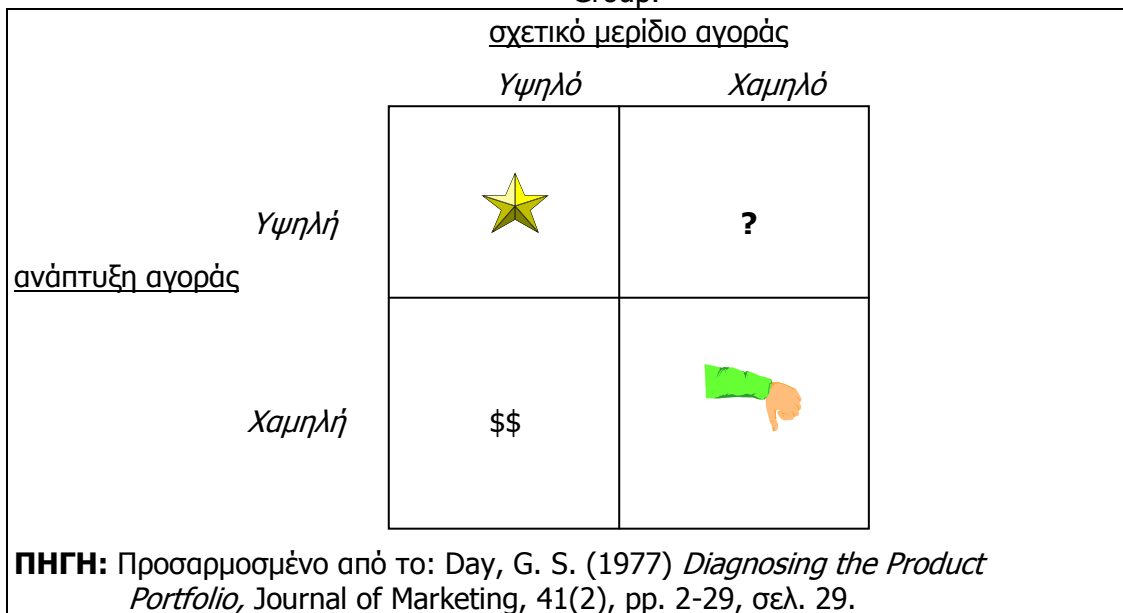 Group.
σχετικό μερίδιο αγοράς
Υψηλό Χαμηλό
Υψηλή ?
ανάπτυξη αγοράς
Χαμηλή $$
ΠΗΓΗ: Προσαρμοσμένο από το: Day, G. S. (1977) Diagnosing the Product
Portfolio, Journal of Marketing, 41(2), pp. 2-29, σελ. 29.